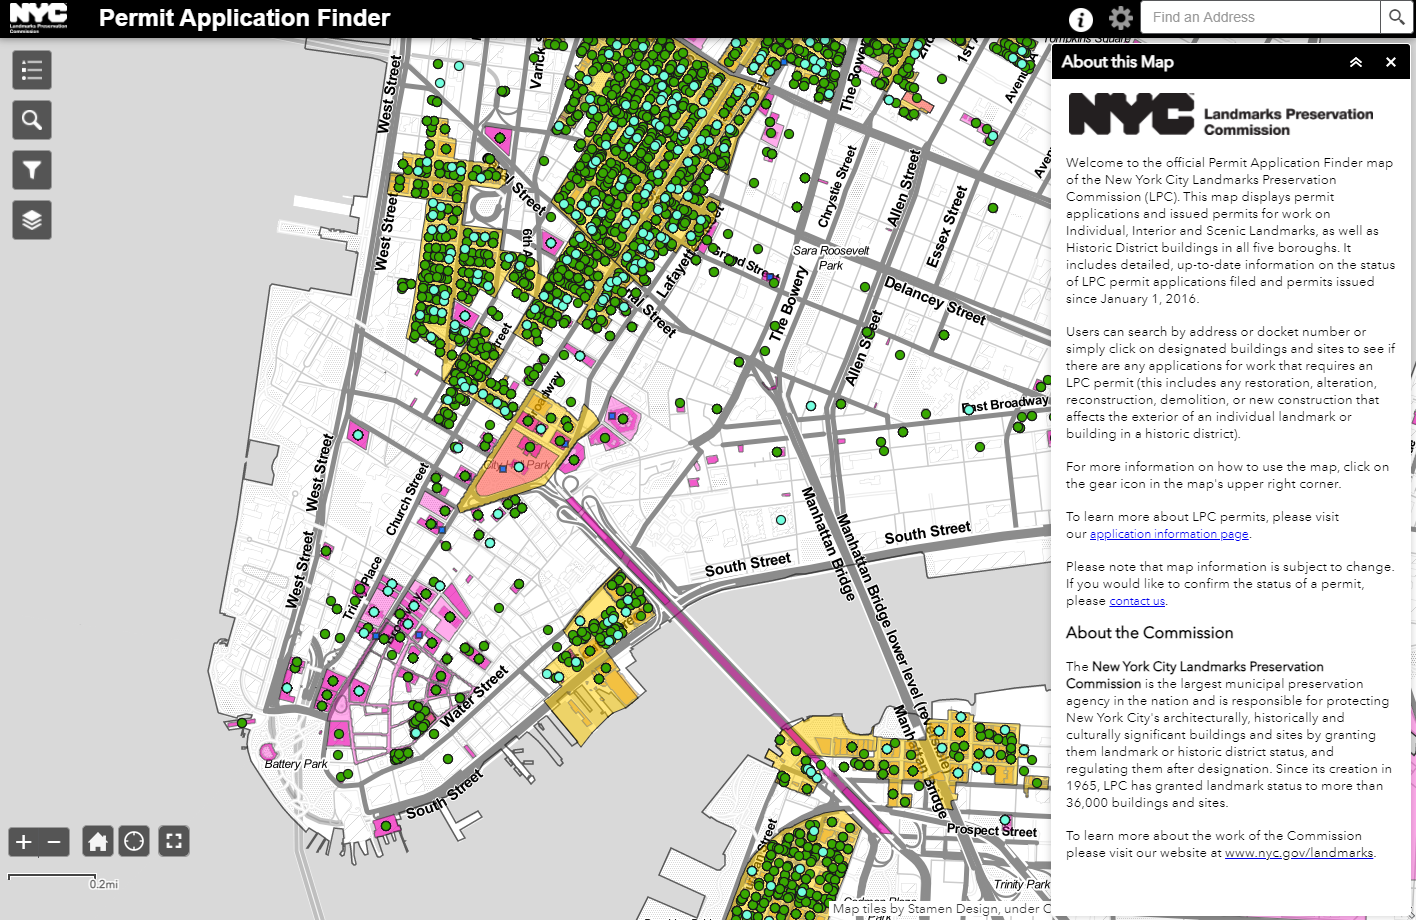 NYC
Landmarks Preservation
Commission
Permit Application Finder
Find an Address
Tompkins Square
About this Map
NYC Landmarks Preservation
Commission
Welcome to the official Permit Application Finder map
of the New York City Landmarks Preservation
Commission (LPC). This map displays permit
applications and issued permits for work on
Individual, Interior and Scenic Landmarks, as well as
Historic District buildings in all five boroughs. It
includes detailed, up-to-date information on the status
of LPC permit applications filed and permits issued
since January 1, 2016.
Users can search by address or docket number or
simply click on designated buildings and sites to see if
there are any applications for work that requires an
LPC permit (this includes any restoration, alteration,
reconstruction, demolition, or new construction that
affects the exterior of an individual landmark or
building in a historic district).
For more information on how to use the map, click on
the gear icon in the map's upper right corner.
To learn more about LPC permits, please visit
our application information page.
Please note that map information is subject to change.
If you would like to confirm the status of a permit,
please contact us.
About the Commission
The New York City Landmarks Preservation
Commission is the largest municipal preservation
agency in the nation and is responsible for protecting
New York City's architecturally, historically and
culturally significant buildings and sites by granting
them landmark or historic district status, and
regulating them after designation. Since its creation in
1965, LPC has granted landmark status to more than
36,000 buildings and sites.
To learn more about the work of the Commission
please visit our website at www.nyc.gov/landmarks.
West Street
Varick S
The Bowery
1st A
Avenue A
Aven
West Street
Chrystie Street
Allen Street
Essex Street
6th A
Sara Roosevelt
Park
Grand Street
Lafayette
The Bowery
Delancey Street
Allen Street
East Broadway
City Hall Park
West Street
Church Street
Manhattan Bridge
Manhattan Bridge lower level (rev
South Street
South Street
West Street
Water Street
Battery Park
South Street
Manhattan Bridge
Prospect Street
Trinity Park
Cadman Plaza
Park
0.2mi
Map tiles by Stamen Design, under C